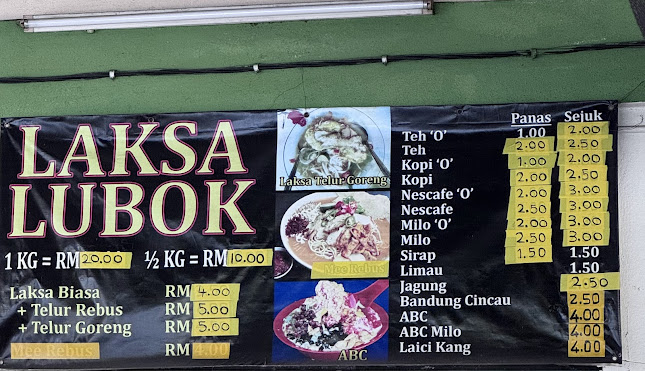 LAKSA
LUBOK
1 KG = RM20.00 ½ KG = RM10.00
Laksa Biasa RM 4.00
+ Telur Rebus RM 5.00
+ Telur Goreng RM 5.00
Mee Rebus RM 4.00
Laksa Telur Goreng
Mee Rebus
ABC
Panas Sejuk
Teh 'O' 1.00 2.00
Teh 2.00 2.50
Kopi 'O' 1.00 2.00
Kopi 2.00 2.50
Nescafe 'O' 2.00 3.00
Nescafe 2.50 3.00
Milo 'O' 2.00 3.00
Milo 2.50 3.00
Sirap 1.50 1.50
Limau 1.50
Jagung 2.50
Bandung Cincau 2.50
ABC 4.00
ABC Milo 4.00
Laici Kang 4.00